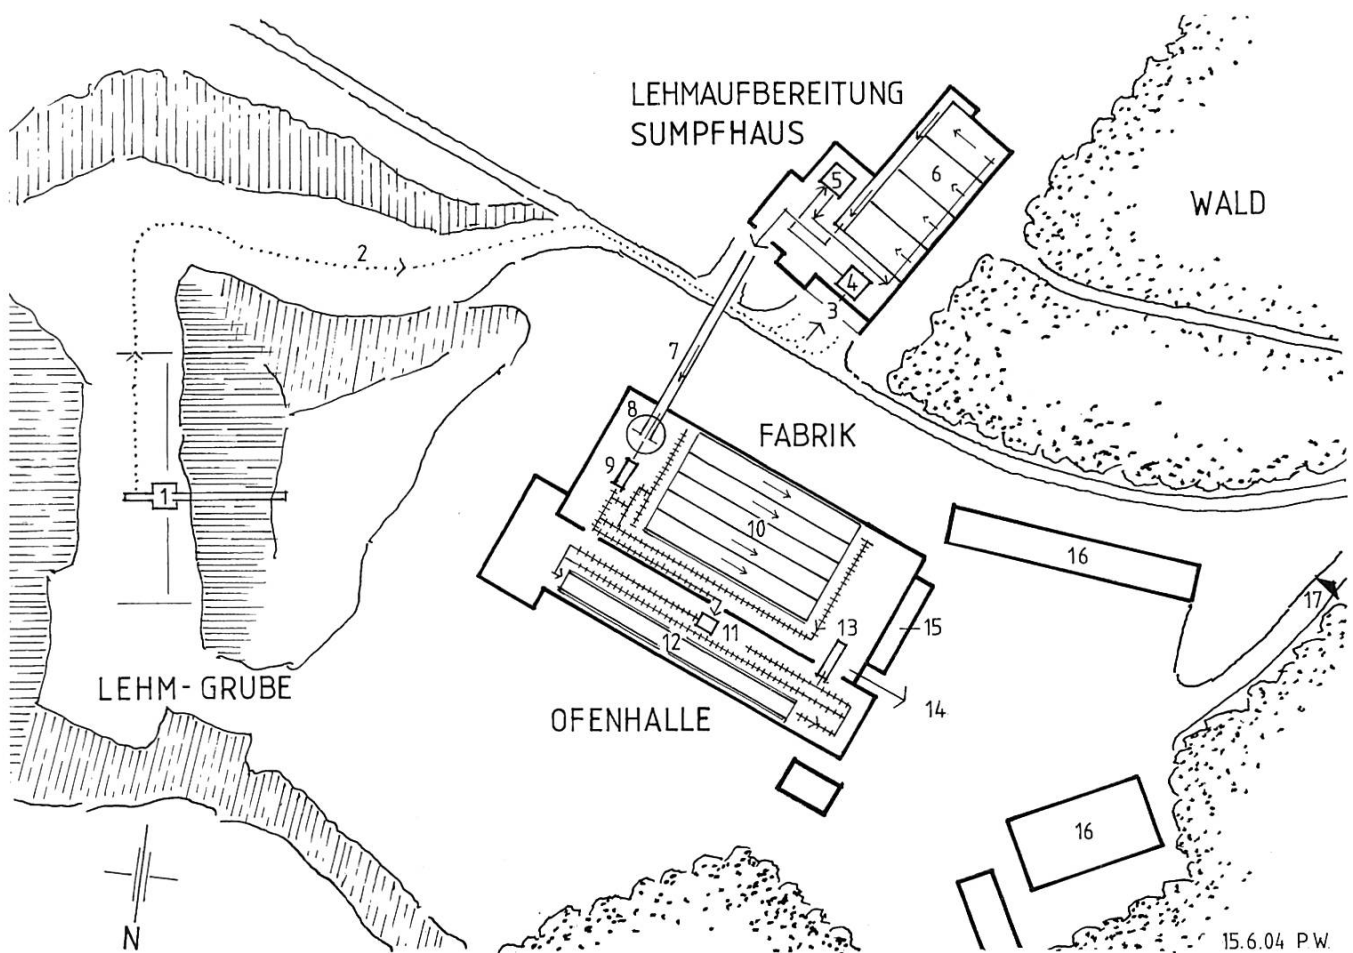 LEHMAUFBEREITUNG
SUMPFHAUS
5
6
WALD
2
4
3
7
8
FABRIK
9
1
10
16
17
11
12
13
15
LEHM-GRUBE
14
OFENHALLE
16
N
15.6.04 P.W.